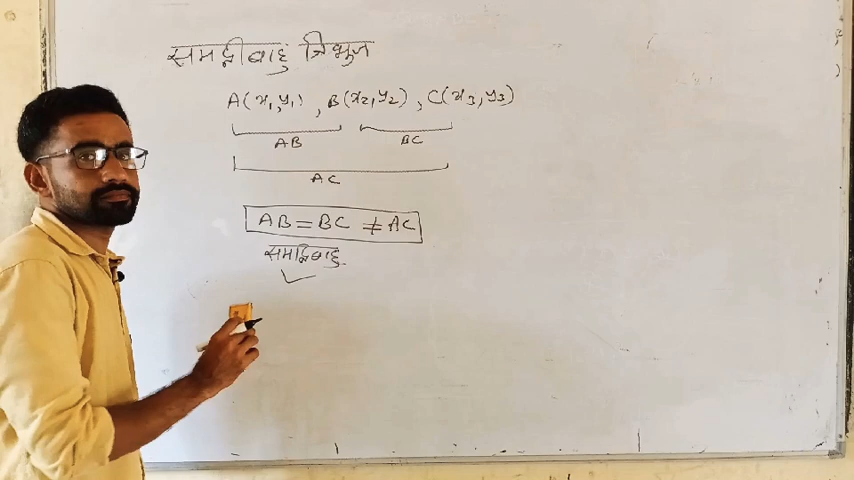 समद्वीबाहु त्रिभुज
A(x₁,y₁), B(x₂,y₂), C(x₃,y₃)
AB BC
AC
AB=BC ≠ AC
समद्विबाहु